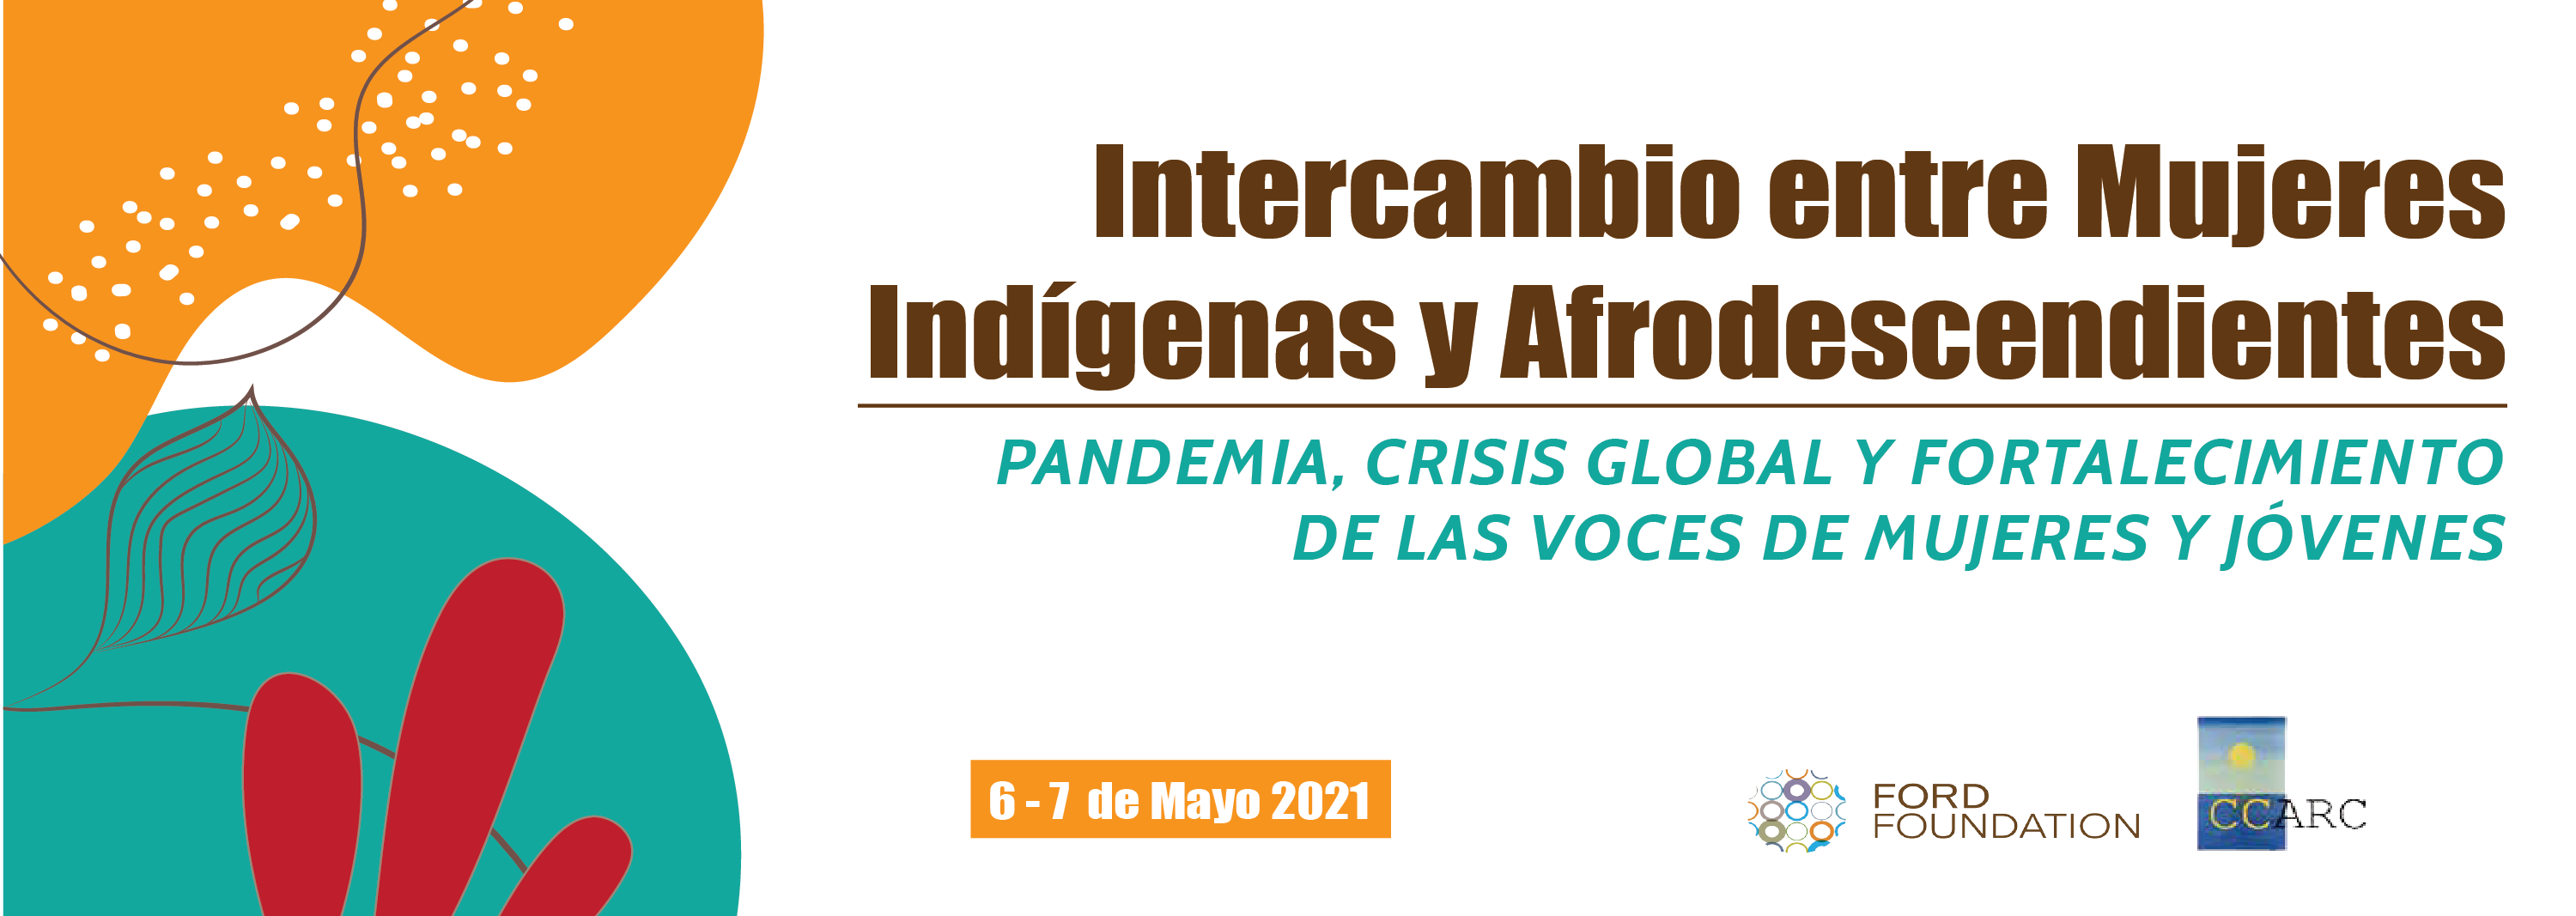 Intercambio entre Mujeres
Indígenas y Afrodescendientes
PANDEMIA, CRISIS GLOBAL Y FORTALECIMIENTO
DE LAS VOCES DE MUJERES Y JÓVENES
6 - 7 de Mayo 2021
FORD
FOUNDATION
CCARC